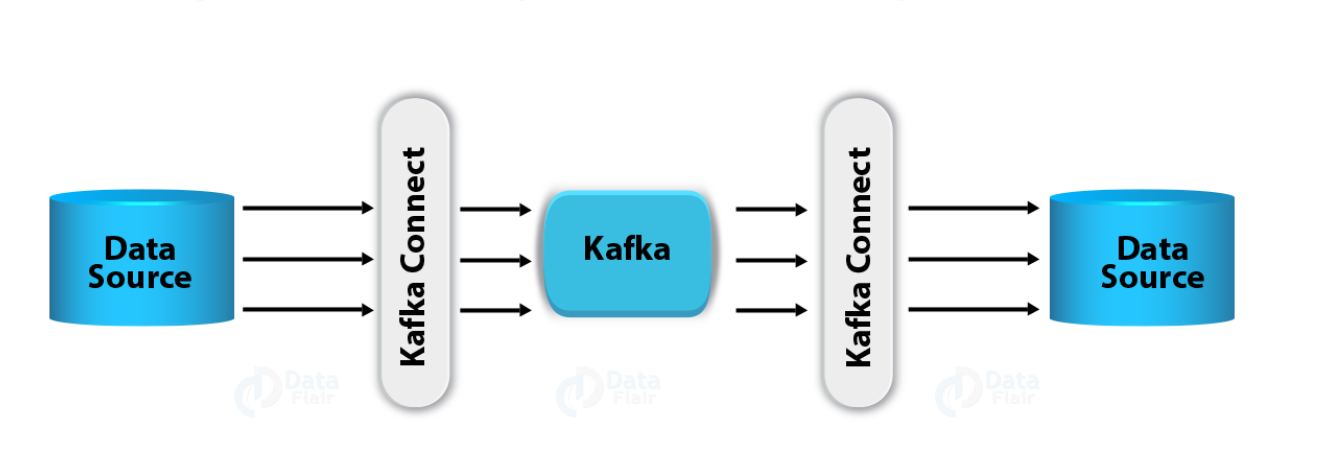 Data
Source
Kafka Connect
Kafka
Kafka Connect
Data
Source
Data
Flair
Data
Flair
Data
Flair